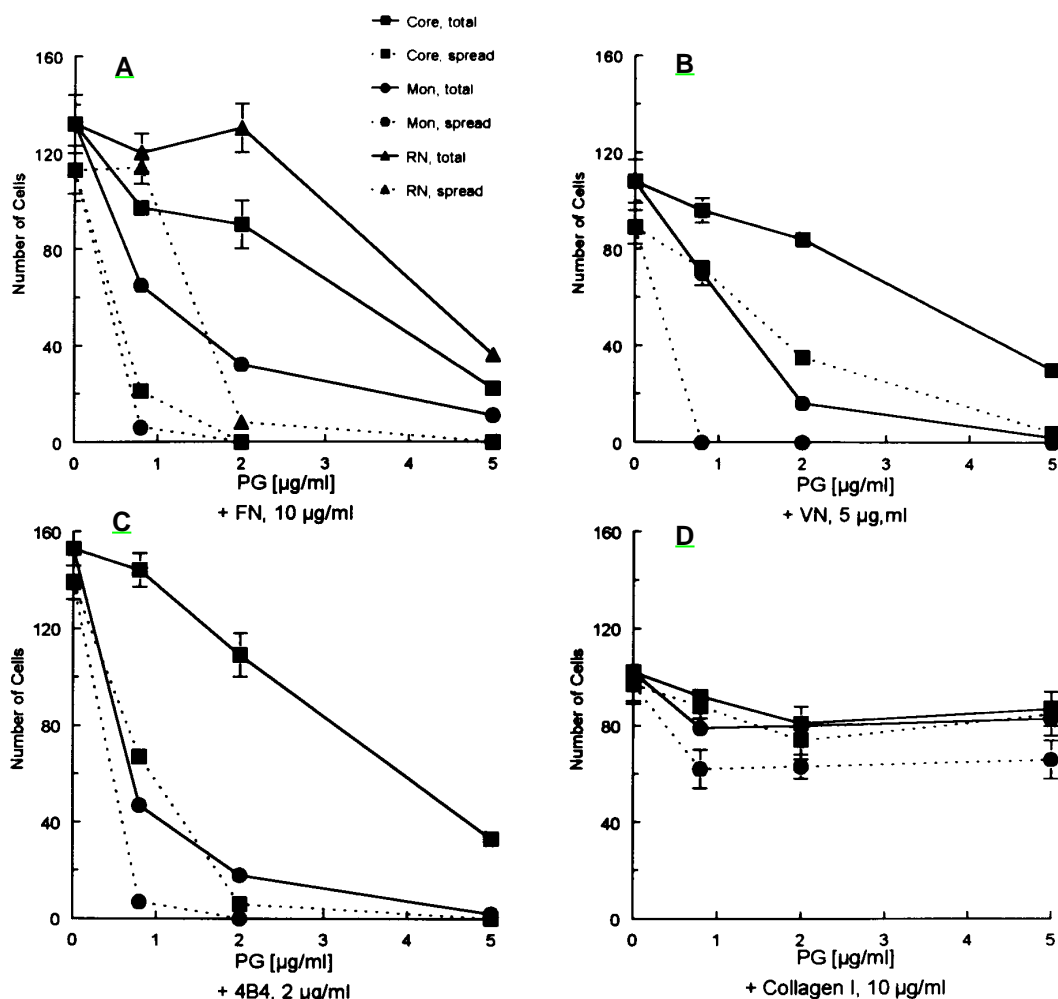 Core, total
Core, spread
Mon, total
Mon, spread
RN, total
RN, spread
A
160
120
80
40
0
Number of Cells
0 1 2 3 4 5
PG [µg/ml]
+ FN, 10 µg/ml
B
160
120
80
40
0
Number of Cells
0 1 2 3 4 5
PG [µg/ml]
+ VN, 5 µg,ml
C
160
120
80
40
0
Number of Cells
0 1 2 3 4 5
PG [µg/ml]
+ 4B4, 2 µg/ml
D
160
120
80
40
0
Number of Cells
0 1 2 3 4 5
PG [µg/ml]
+ Collagen I, 10 µg/ml